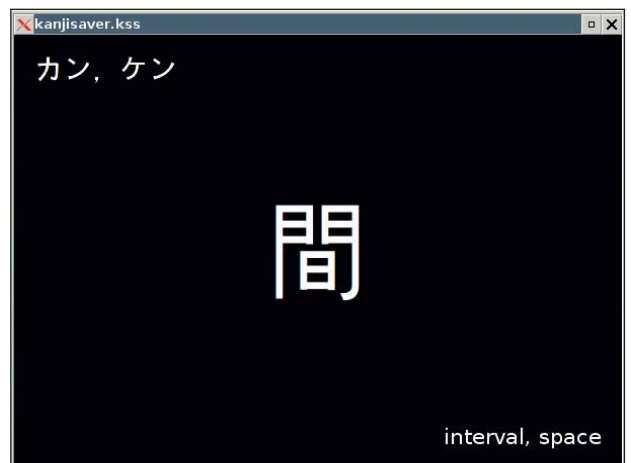 kanjisaver.kss
カン, ケン
間
interval, space